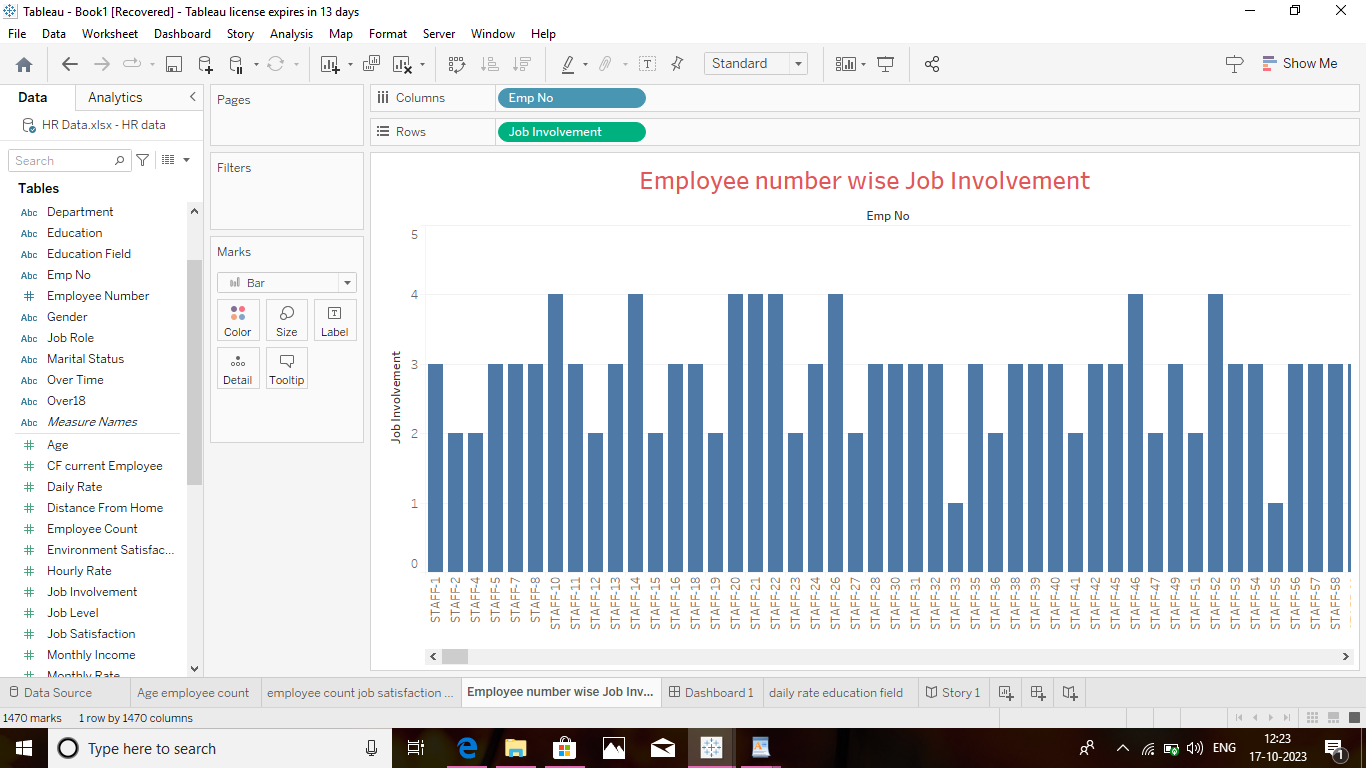 Tableau - Book1 [Recovered] - Tableau license expires in 13 days
File Data Worksheet Dashboard Story Analysis Map Format Server Window Help
Standard
Show Me
Data Analytics
HR Data.xlsx - HR data
Search
Tables
Abc Department
Abc Education
Abc Education Field
Abc Emp No
# Employee Number
Abc Gender
Abc Job Role
Abc Marital Status
Abc Over Time
Abc Over18
Abc Measure Names
# Age
# CF current Employee
# Daily Rate
# Distance From Home
# Employee Count
# Environment Satisfac...
# Hourly Rate
# Job Involvement
# Job Level
# Job Satisfaction
# Monthly Income
Monthly Rate
Pages
Filters
Marks
Bar
Color Size Label
Detail Tooltip
Columns Emp No
Rows Job Involvement
Employee number wise Job Involvement
Emp No
5
4
3
2
1
0
Job Involvement
STAFF-1
STAFF-2
STAFF-4
STAFF-5
STAFF-7
STAFF-8
STAFF-10
STAFF-11
STAFF-12
STAFF-13
STAFF-14
STAFF-15
STAFF-16
STAFF-18
STAFF-19
STAFF-20
STAFF-21
STAFF-22
STAFF-23
STAFF-24
STAFF-26
STAFF-27
STAFF-28
STAFF-30
STAFF-31
STAFF-32
STAFF-33
STAFF-35
STAFF-36
STAFF-38
STAFF-39
STAFF-40
STAFF-41
STAFF-42
STAFF-45
STAFF-46
STAFF-47
STAFF-49
STAFF-51
STAFF-52
STAFF-53
STAFF-54
STAFF-55
STAFF-56
STAFF-57
STAFF-58
Data Source Age employee count employee count job satisfaction ... Employee number wise Job Inv... Dashboard 1 daily rate education field Story 1
1470 marks 1 row by 1470 columns
Type here to search
ENG
12:23
17-10-2023
1